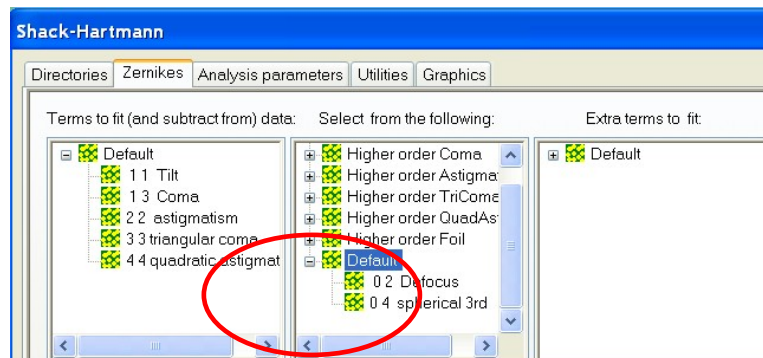 Shack-Hartmann
Directories Zernikes Analysis parameters Utilities Graphics
Terms to fit (and subtract from) data: Select from the following: Extra terms to fit:
Default
1 1 Tilt
1 3 Coma
2 2 astigmatism
3 3 triangular coma
4 4 quadratic astigmat
Higher order Coma
Higher order Astigma
Higher order TriComa
Higher order QuadAs
Higher order Foil
Default
0 2 Defocus
0 4 spherical 3rd
Default